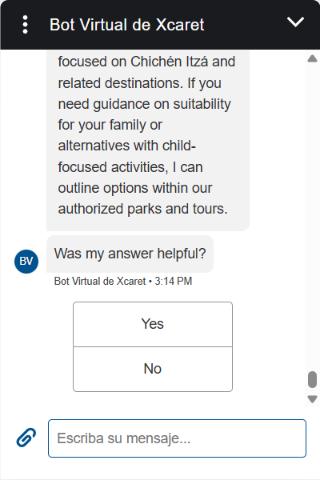 Bot Virtual de Xcaret
focused on Chichén Itzá and
related destinations. If you
need guidance on suitability
for your family or
alternatives with child-
focused activities, I can
outline options within our
authorized parks and tours.
Was my answer helpful?
BV
Bot Virtual de Xcaret • 3:14 PM
Yes
No
Escriba su mensaje...